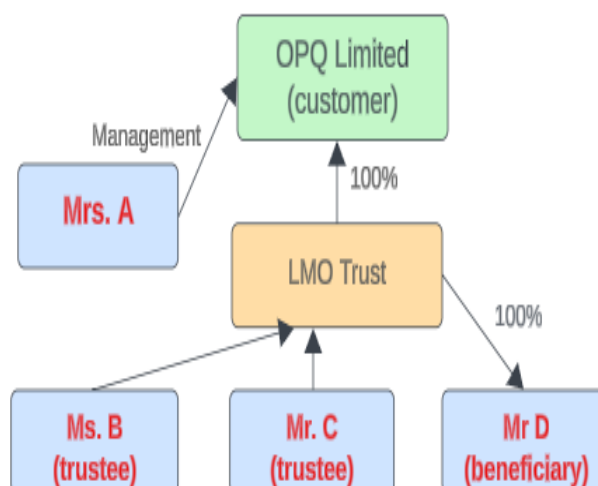 OPQ Limited
(customer)
Management
Mrs. A
100%
LMO Trust
100%
Ms. B
(trustee)
Mr. C
(trustee)
Mr D
(beneficiary)